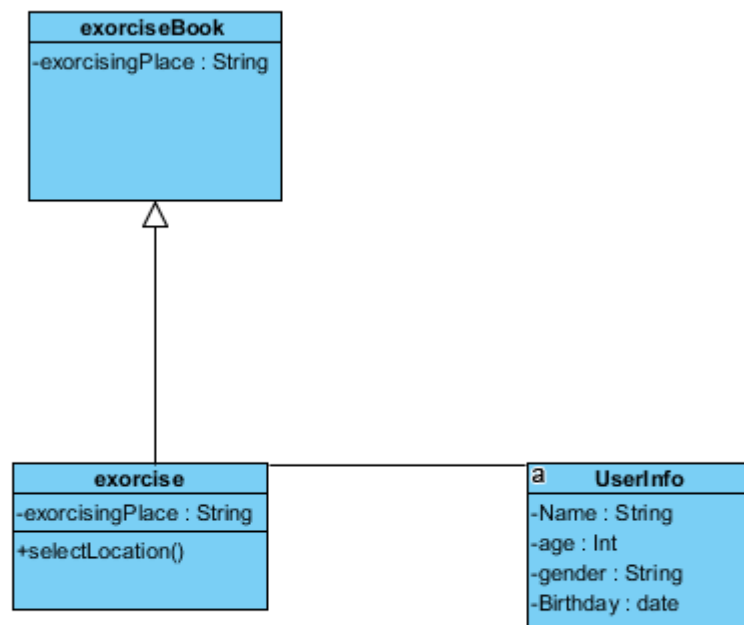 exorciseBook
-exorcisingPlace : String
exorcise
-exorcisingPlace : String
+selectLocation()
a
UserInfo
-Name : String
-age : Int
-gender : String
-Birthday : date